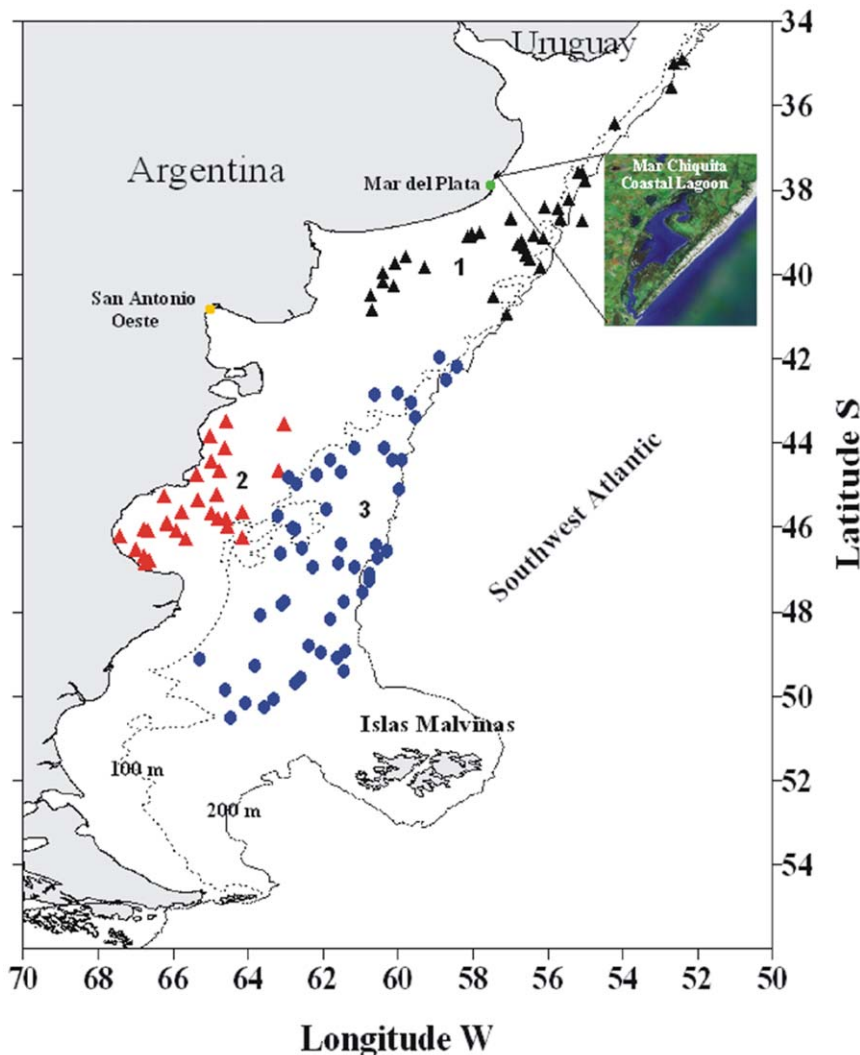 Uruguay
Argentina
Mar del Plata
Mar Chiquita
Coastal Lagoon
1
San Antonio
Oeste
2
3
Southwest Atlantic
Islas Malvinas
100 m
200 m
34
36
38
40
42
44
46
48
50
52
54
Latitude S
70 68 66 64 62 60 58 56 54 52 50
Longitude W